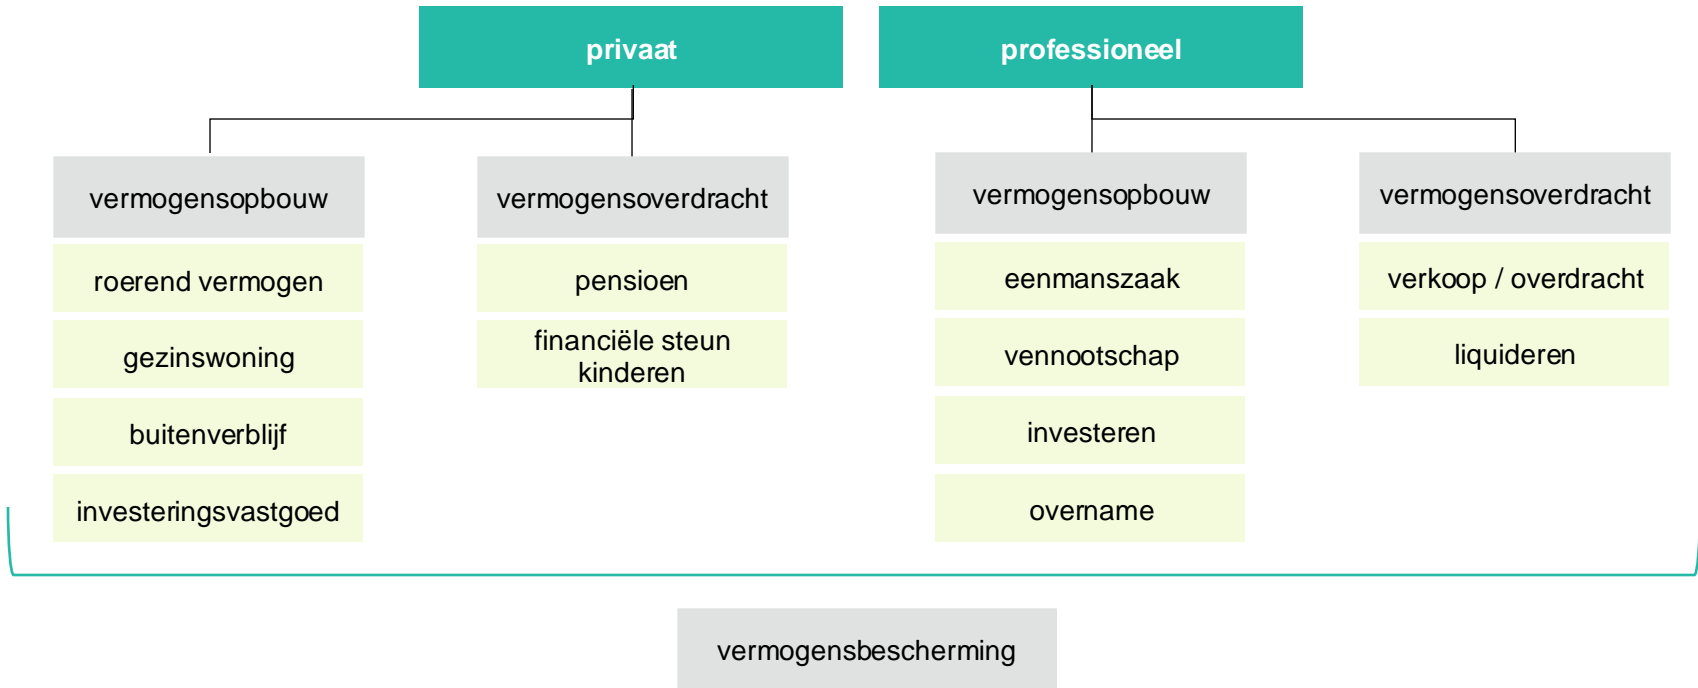 privaat
professioneel
vermogensopbouw
vermogensoverdracht
vermogensopbouw
vermogensoverdracht
roerend vermogen
pensioen
eenmanszaak
verkoop / overdracht
gezinswoning
financiële steun
kinderen
vennootschap
liquideren
buitenverblijf
investeren
investeringsvastgoed
overname
vermogensbescherming